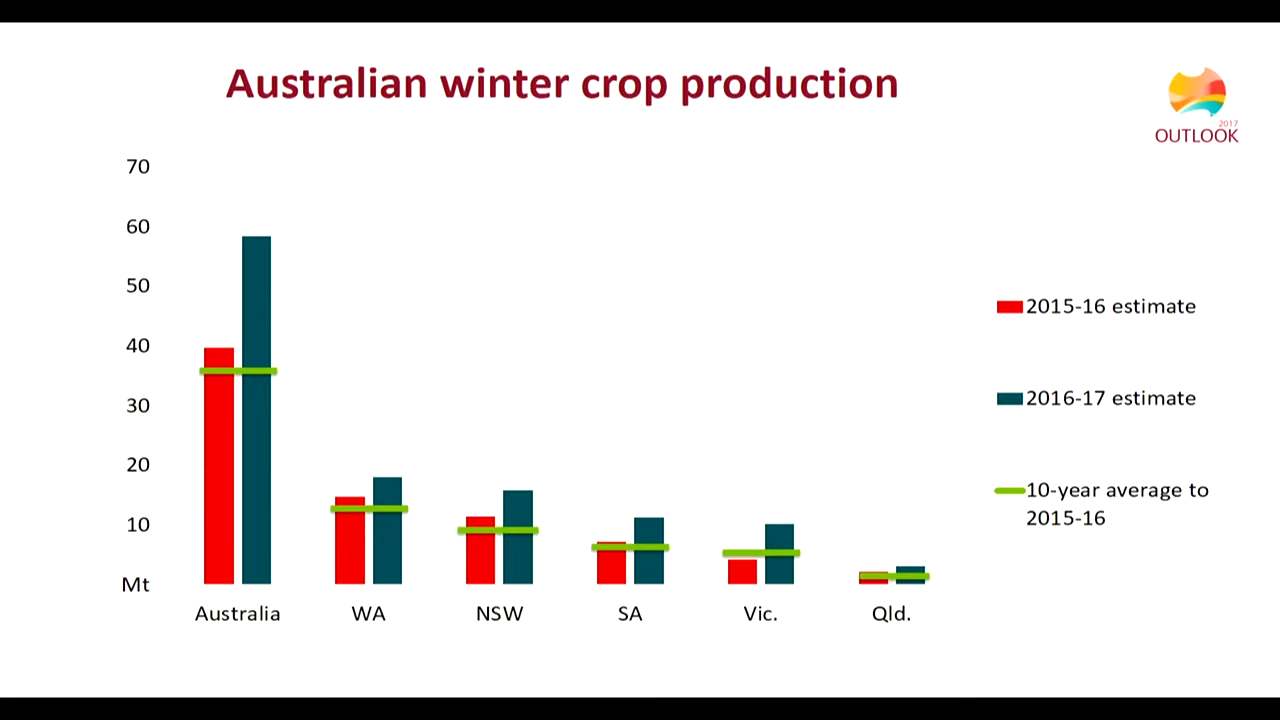 Australian winter crop production
2017
OUTLOOK
70
60
50
40
30
20
10
Mt
Australia
WA
NSW
SA
Vic.
Qld.
2015-16 estimate
2016-17 estimate
10-year average to
2015-16